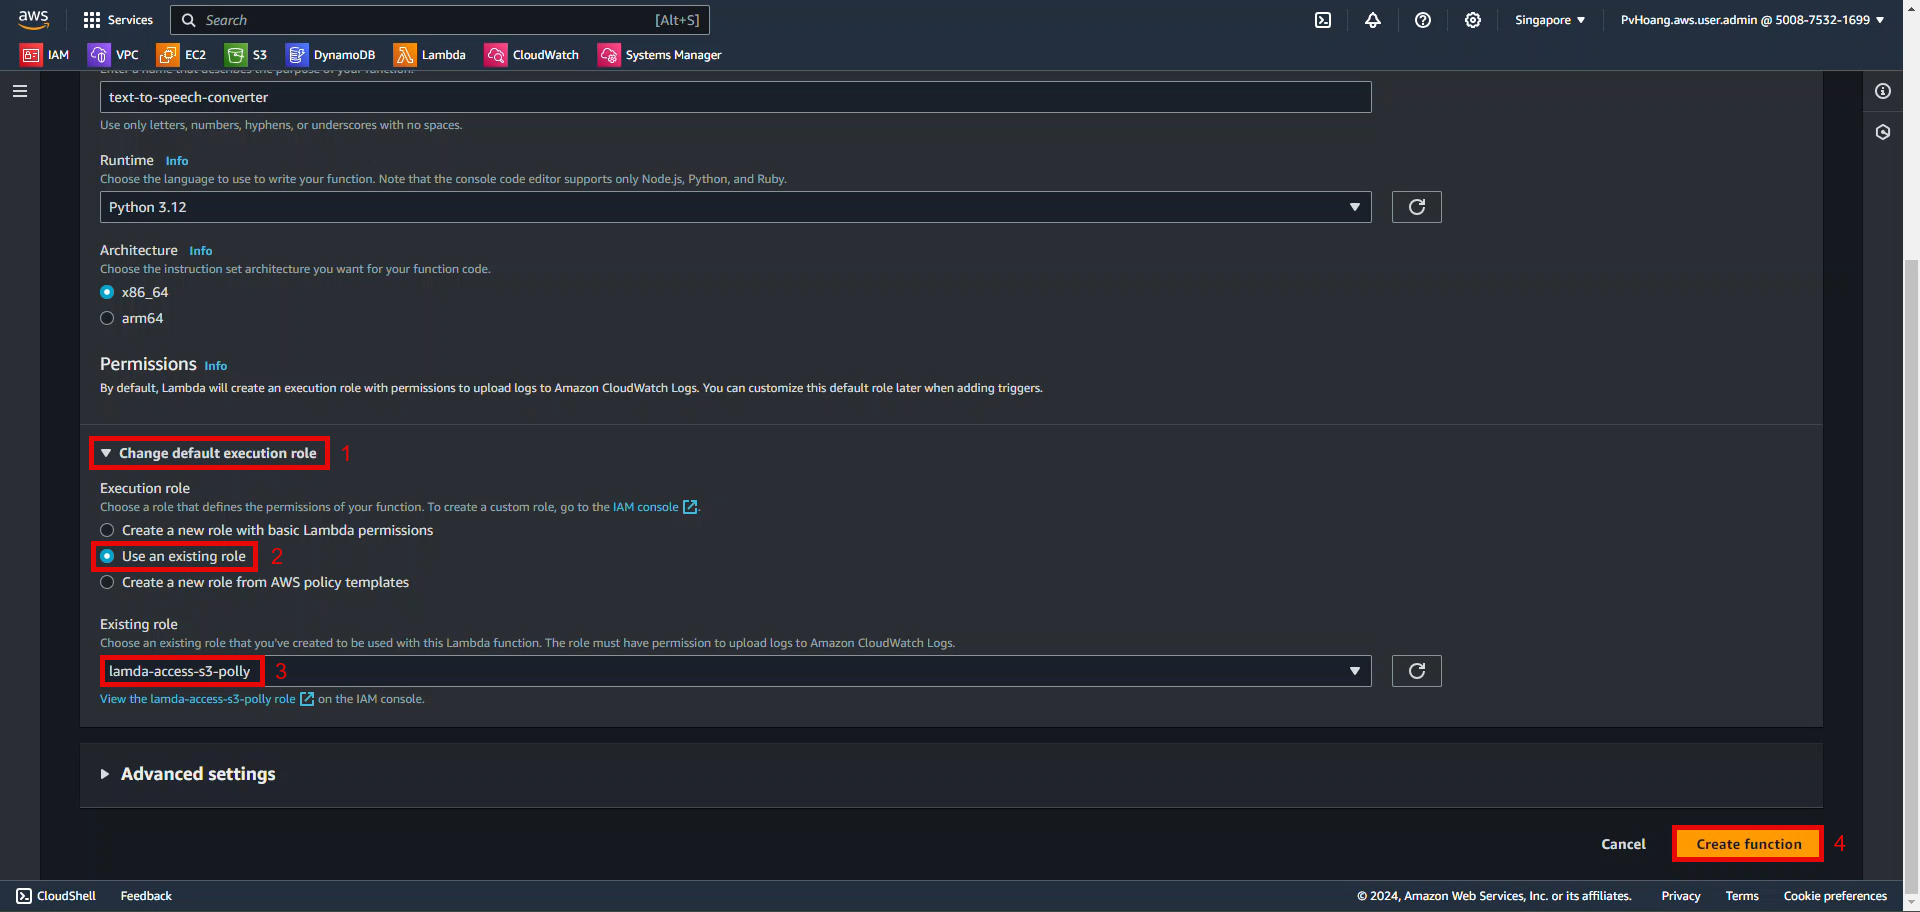 aws
Services
Search [Alt+S]
Singapore ▼
PvHoang.aws.user.admin @ 5008-7532-1699 ▼
IAM VPC EC2 S3 DynamoDB Lambda CloudWatch Systems Manager
Enter a name that describes the purpose of your function.
text-to-speech-converter
Use only letters, numbers, hyphens, or underscores with no spaces.
Runtime Info
Choose the language to use to write your function. Note that the console code editor supports only Node.js, Python, and Ruby.
Python 3.12
Architecture Info
Choose the instruction set architecture you want for your function code.
x86_64
arm64
Permissions Info
By default, Lambda will create an execution role with permissions to upload logs to Amazon CloudWatch Logs. You can customize this default role later when adding triggers.
▼ Change default execution role 1
Execution role
Choose a role that defines the permissions of your function. To create a custom role, go to the IAM console.
Create a new role with basic Lambda permissions
Use an existing role 2
Create a new role from AWS policy templates
Existing role
Choose an existing role that you've created to be used with this Lambda function. The role must have permission to upload logs to Amazon CloudWatch Logs.
lamda-access-s3-polly 3
View the lamda-access-s3-polly role on the IAM console.
Advanced settings
Cancel Create function 4
CloudShell Feedback © 2024, Amazon Web Services, Inc. or its affiliates. Privacy Terms Cookie preferences